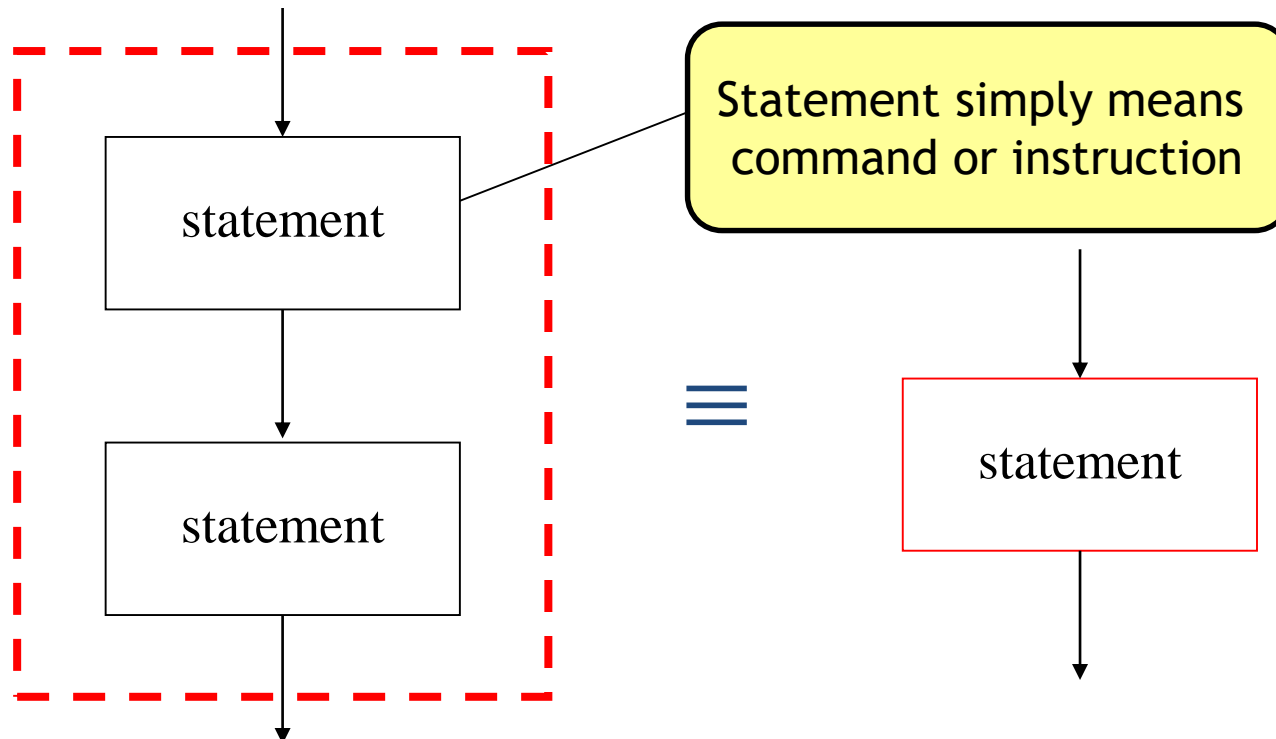 Statement simply means
command or instruction
statement
statement
≡
statement